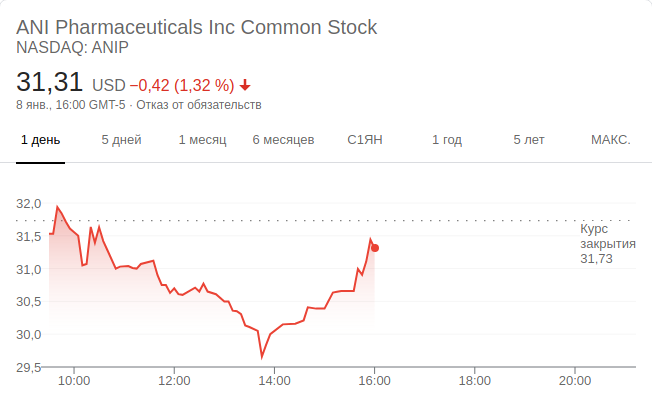 ANI Pharmaceuticals Inc Common Stock
NASDAQ: ANIP
31,31 USD −0,42 (1,32 %)
8 янв., 16:00 GMT-5 · Отказ от обязательств
1 день 5 дней 1 месяц 6 месяцев С1ЯН 1 год 5 лет МАКС.
32,0
31,5
31,0
30,5
30,0
29,5
Курс
закрытия
31,73
10:00 12:00 14:00 16:00 18:00 20:00